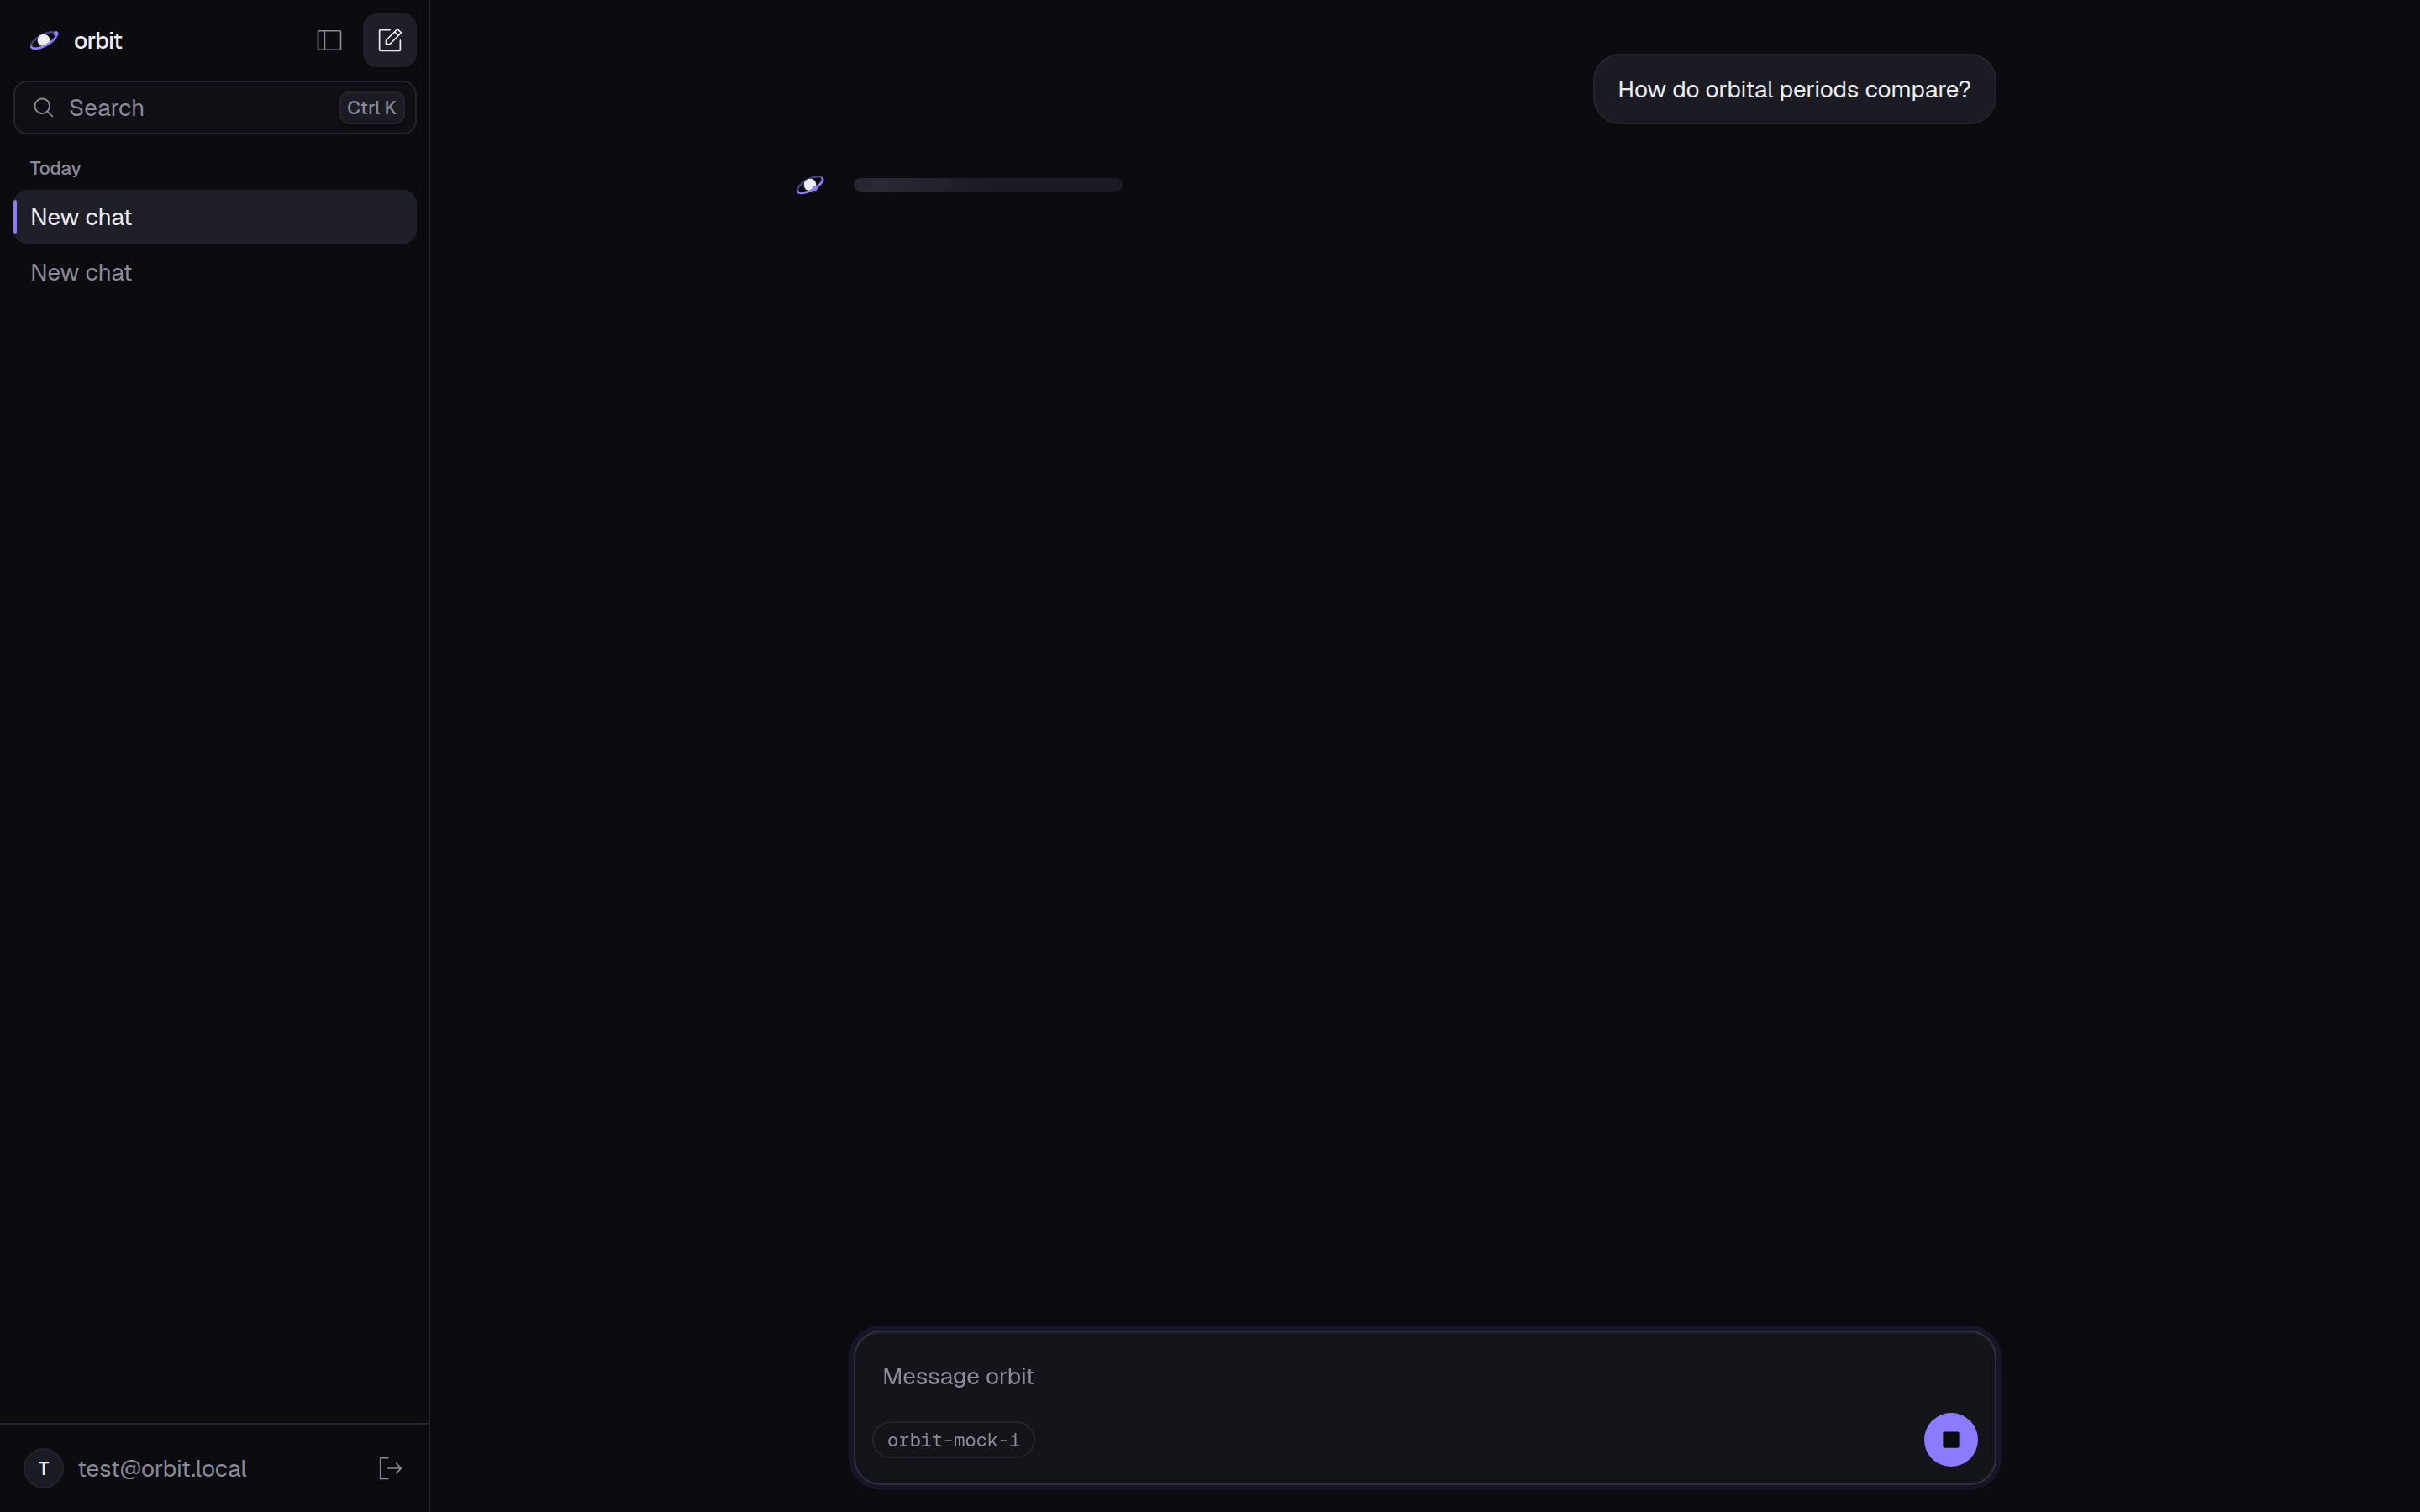 orbit
Search
Ctrl K
Today
New chat
New chat
How do orbital periods compare?
Message orbit
orbit-mock-1
T
test@orbit.local